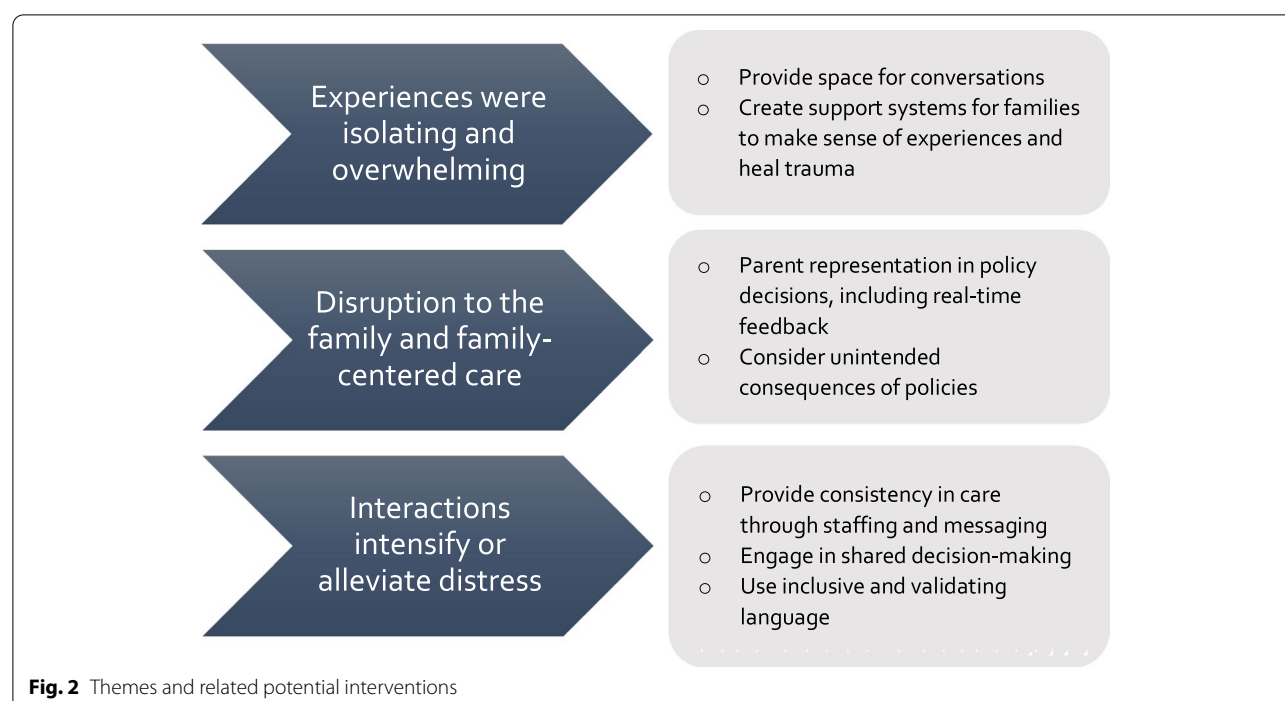 Experiences were
isolating and
overwhelming
o Provide space for conversations
o Create support systems for families
to make sense of experiences and
heal trauma
Disruption to the
family and family-
centered care
o Parent representation in policy
decisions, including real-time
feedback
o Consider unintended
consequences of policies
Interactions
intensify or
alleviate distress
o Provide consistency in care
through staffing and messaging
o Engage in shared decision-making
o Use inclusive and validating
language
Fig. 2 Themes and related potential interventions